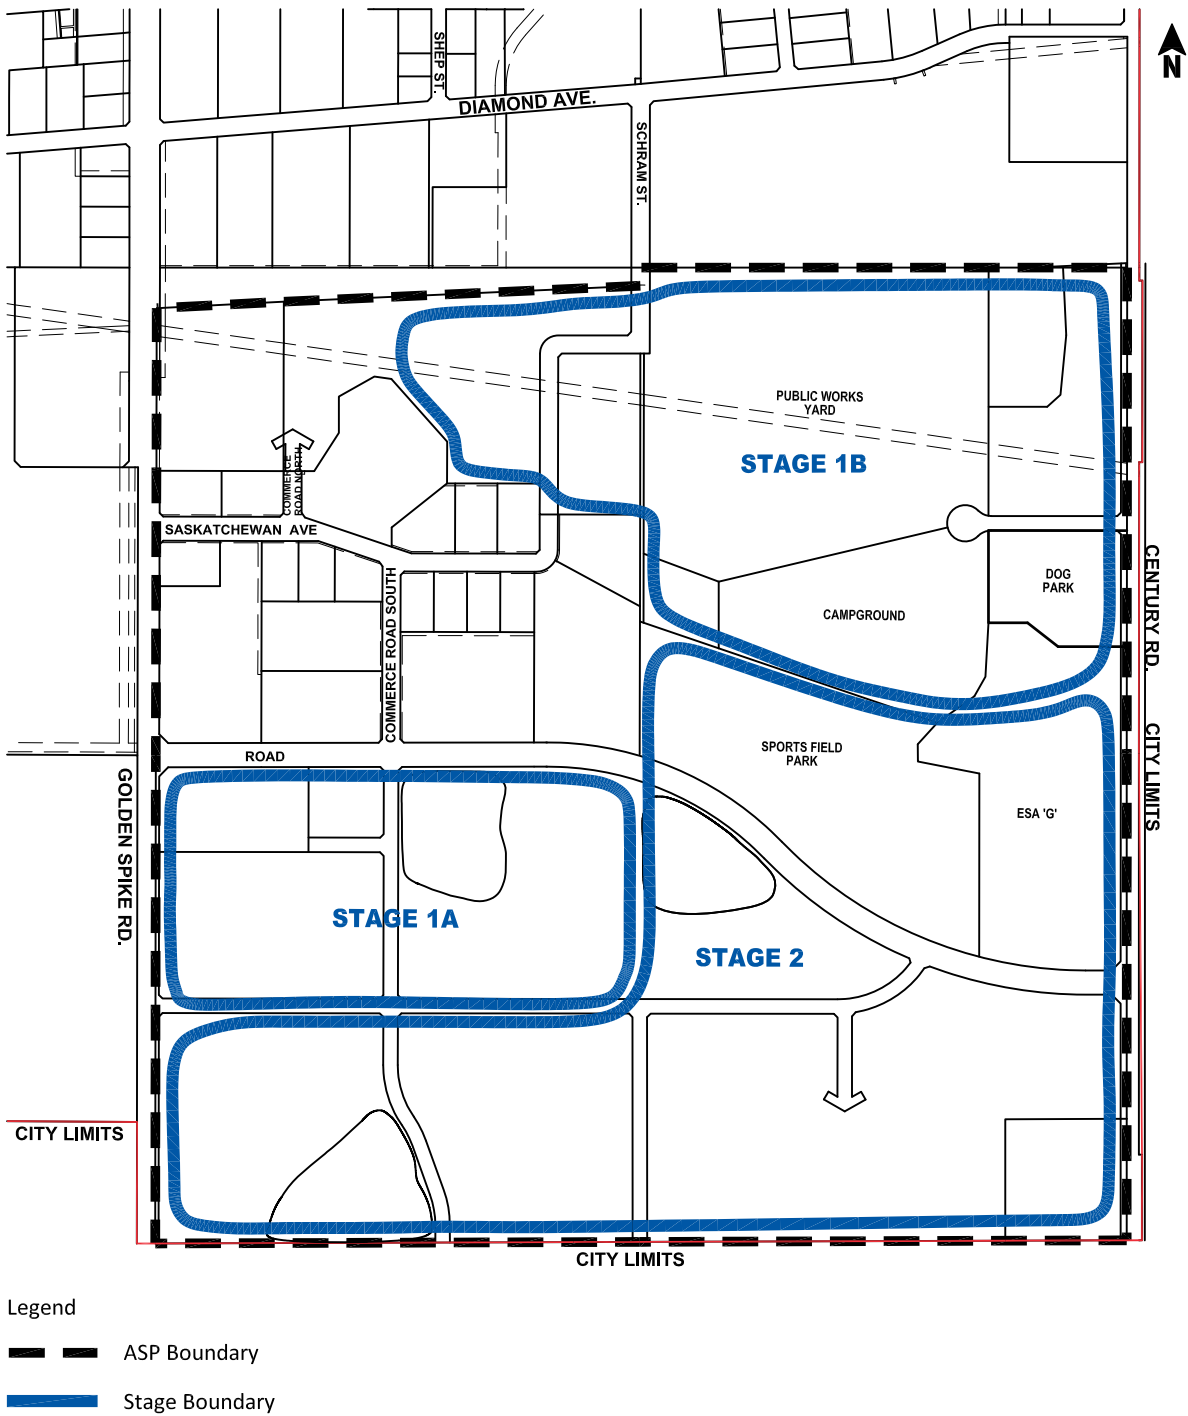 SHEP ST.
DIAMOND AVE.
N
SCHRAM ST.
PUBLIC WORKS
YARD
STAGE 1B
COMMERCE
ROAD NORTH
SASKATCHEWAN AVE
DOG
PARK
CENTURY RD.
CAMPGROUND
COMMERCE ROAD SOUTH
ROAD
SPORTS FIELD
PARK
CITY LIMITS
GOLDEN SPIKE RD.
ESA 'G'
STAGE 1A
STAGE 2
CITY LIMITS
CITY LIMITS
Legend
ASP Boundary
Stage Boundary